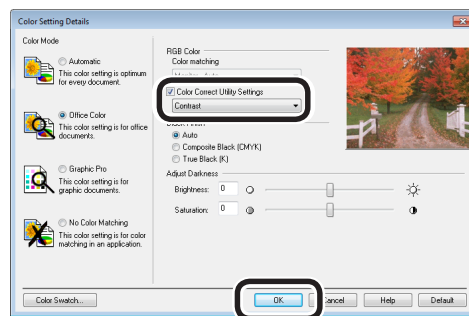 Color Setting Details
Color Mode
Automatic
This color setting is optimum
for every document.
Office Color
This color setting is for office
documents.
Graphic Pro
This color setting is for
graphic documents.
No Color Matching
This color setting is for color
matching in an application.
RGB Color
Color matching
Color Correct Utility Settings
Contrast
Auto
Composite Black (CMYK)
True Black (K)
Adjust Darkness
Brightness: 0
Saturation: 0
Color Swatch...
OK
Cancel
Help
Default